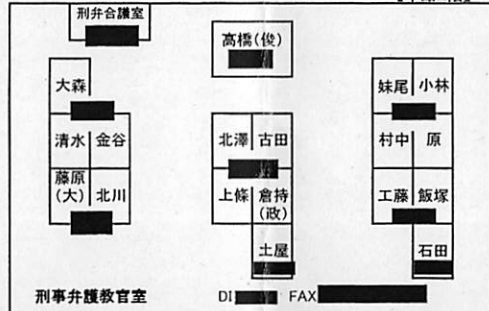 刑弁合議室
高橋(俊)
大森
妹尾 小林
清水 金谷
北澤 古田
村中 原
藤原(大) 北川
上條 倉持(政)
工藤 飯塚
土屋
石田
刑事弁護教官室 DI FAX